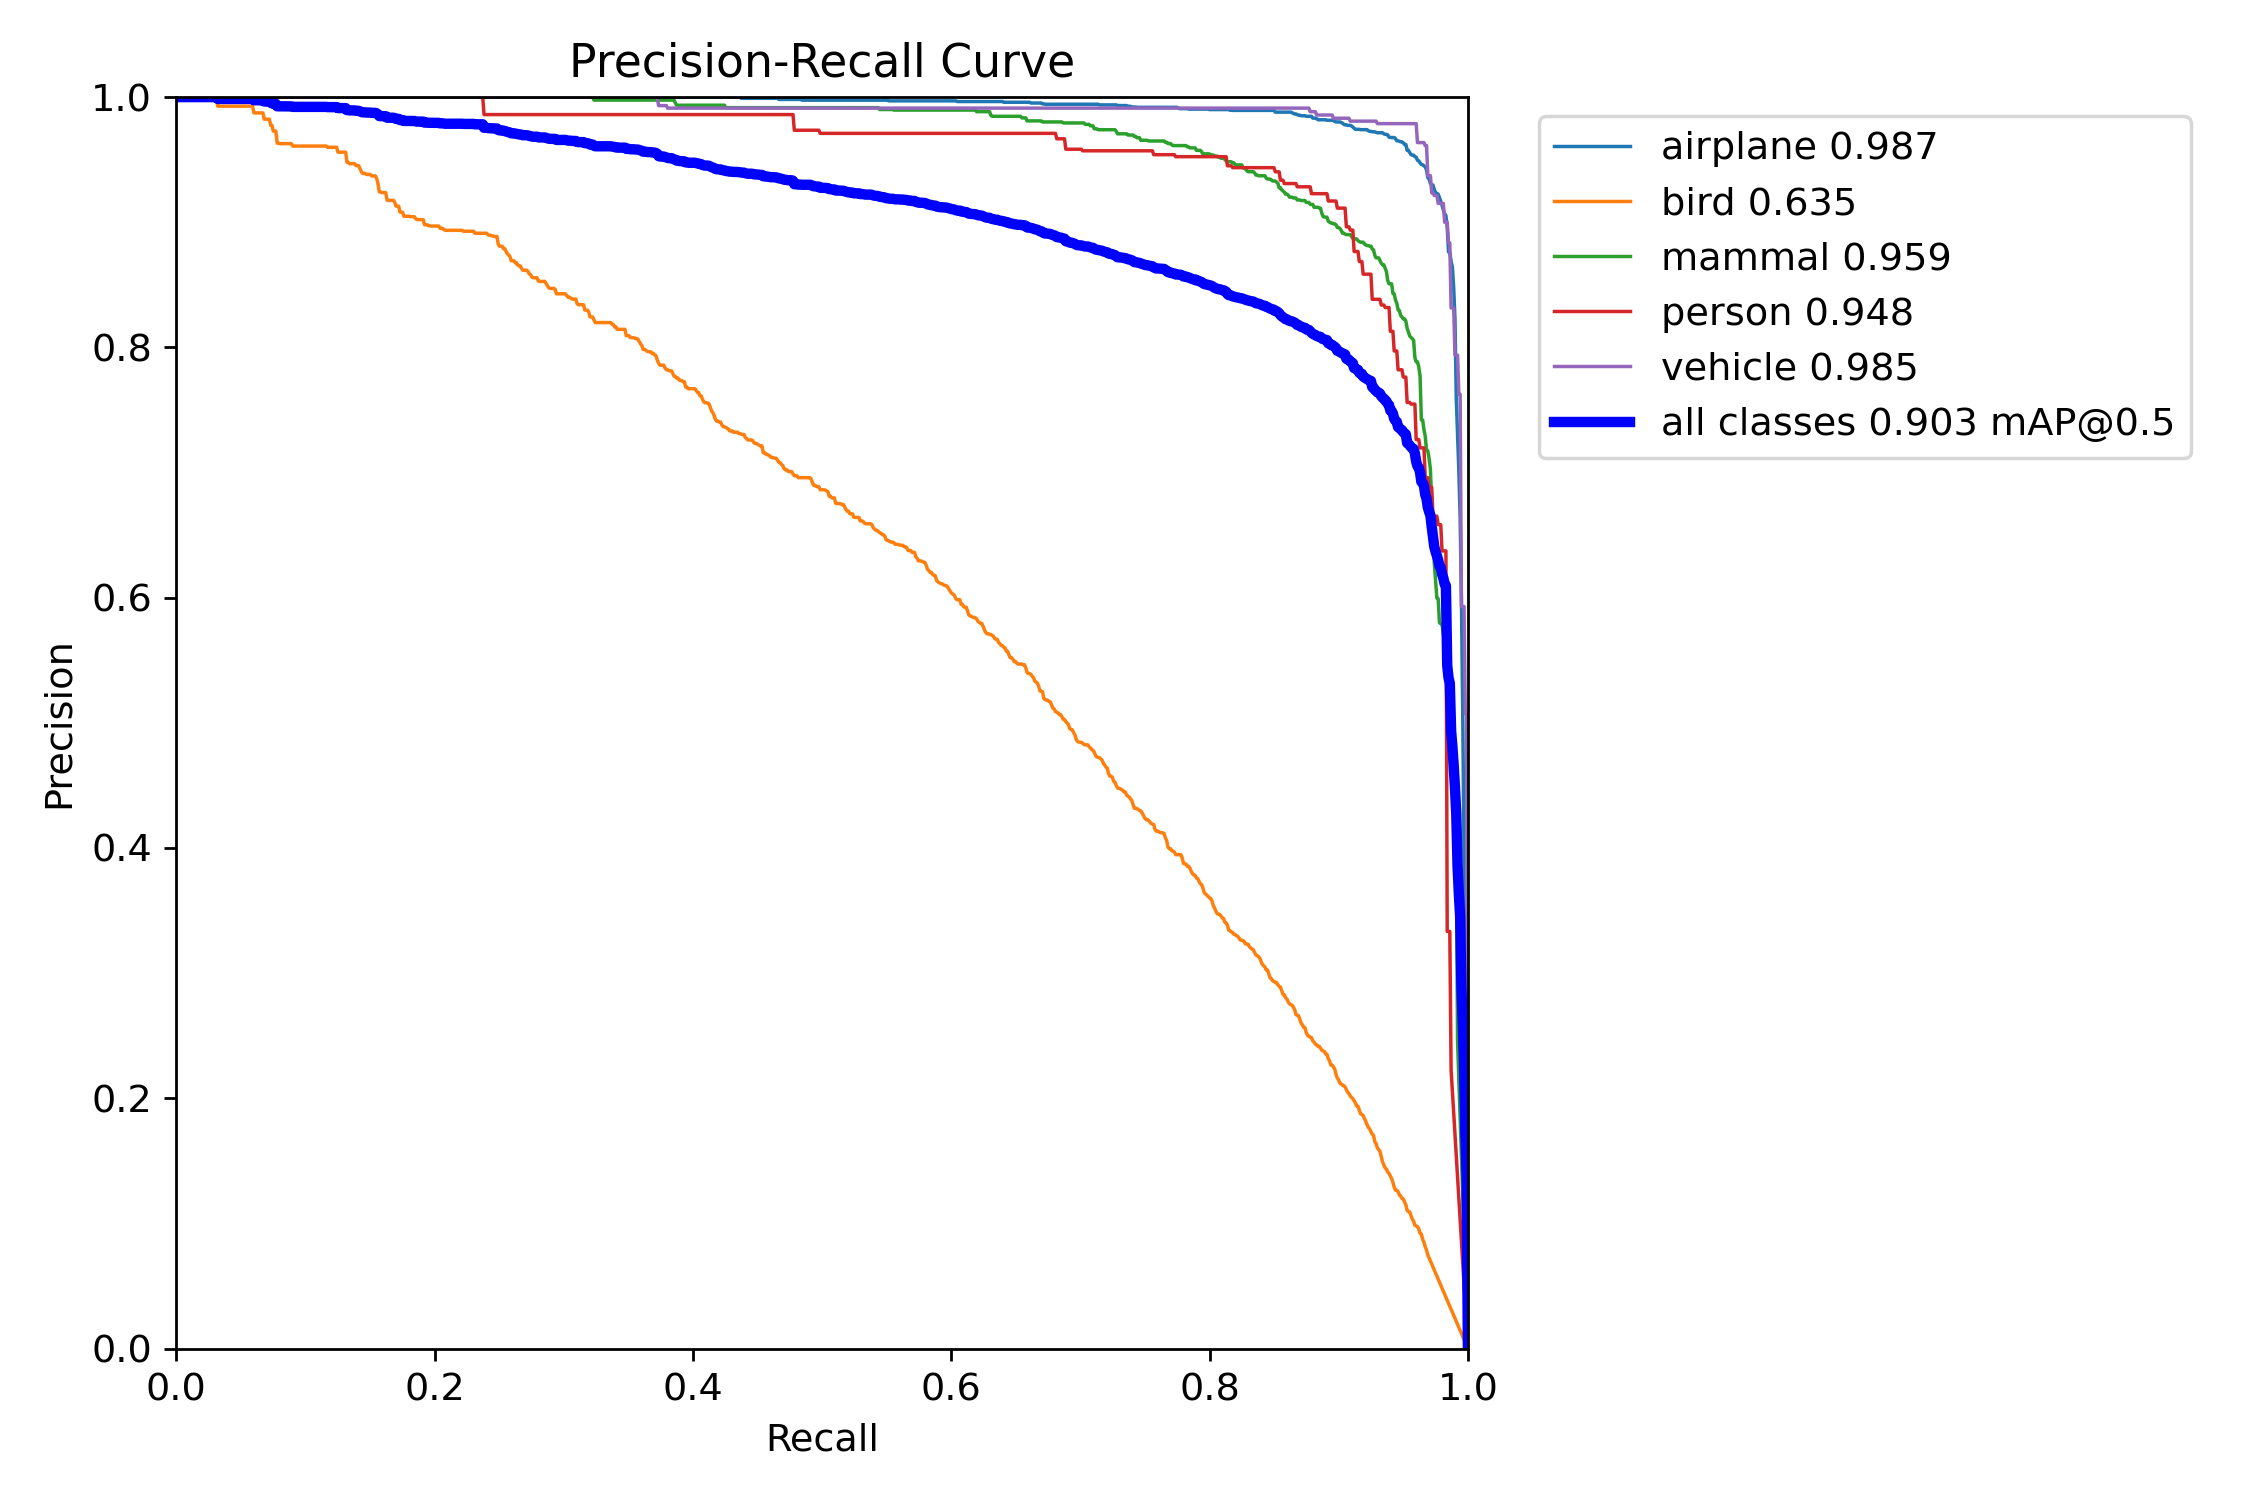 Precision-Recall Curve
1.0
0.8
0.6
0.4
0.2
0.0
Precision
0.0 0.2 0.4 0.6 0.8 1.0
Recall
airplane 0.987
bird 0.635
mammal 0.959
person 0.948
vehicle 0.985
all classes 0.903 mAP@0.5